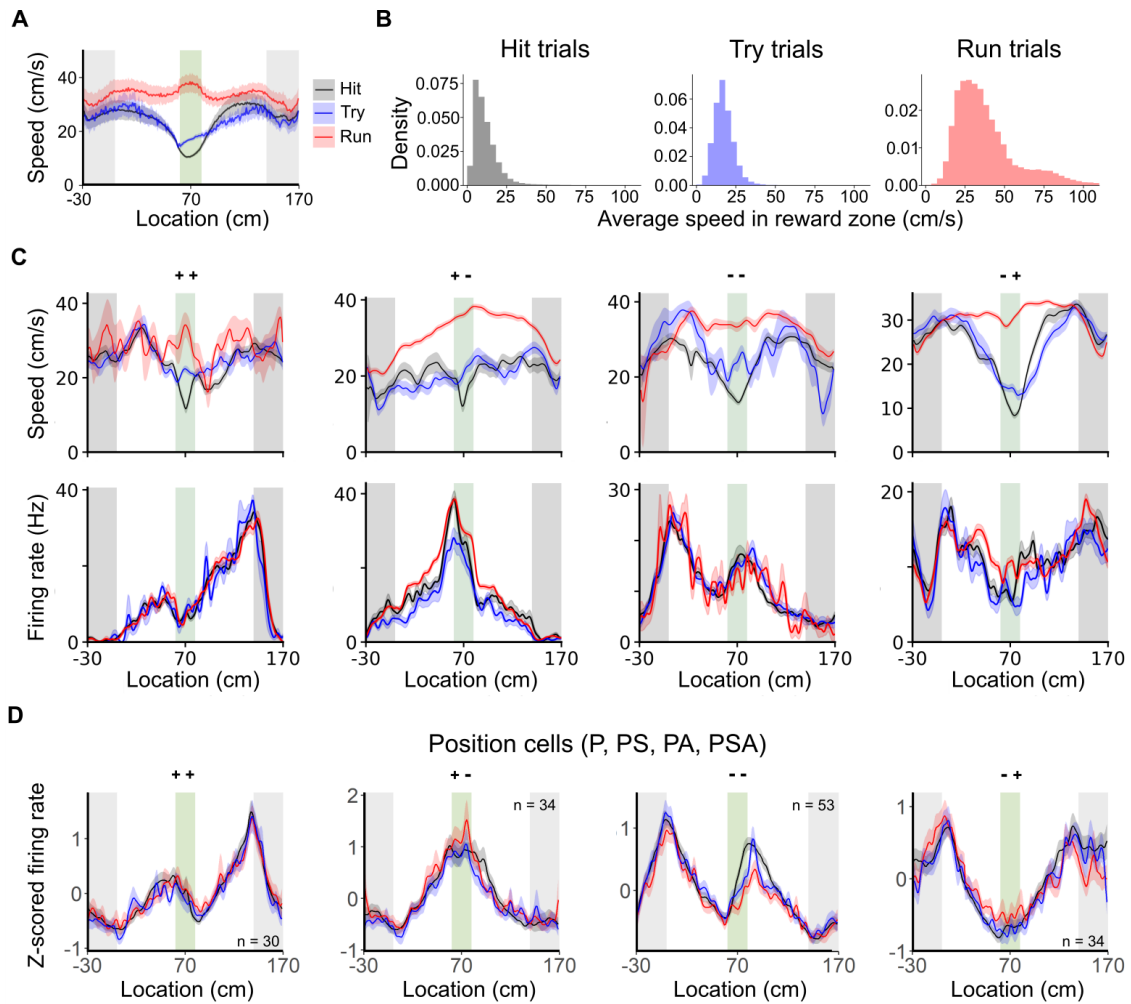 A
Speed (cm/s)
40
20
0
-30
70
170
Location (cm)
Hit
Try
Run
B
Hit trials
Try trials
Run trials
Density
0.075
0.050
0.025
0.000
0 25 50 75 100
0.06
0.04
0.02
0.00
0 25 50 75 100
0.02
0.01
0.00
0 25 50 75 100
Average speed in reward zone (cm/s)
C
+ +
+ -
- -
- +
Speed (cm/s)
40
20
0
40
20
0
40
20
0
30
20
10
0
Firing rate (Hz)
40
20
0
40
20
0
30
20
0
20
10
0
-30 70 170
-30 70 170
-30 70 170
-30 70 170
Location (cm)
Location (cm)
Location (cm)
Location (cm)
D
Position cells (P, PS, PA, PSA)
+ +
+ -
- -
- +
Z-scored firing rate
1
0
-1
n = 30
2
1
0
-1
n = 34
1
0
n = 53
1
0
-1
n = 34
-30 70 170
-30 70 170
-30 70 170
-30 70 170
Location (cm)
Location (cm)
Location (cm)
Location (cm)